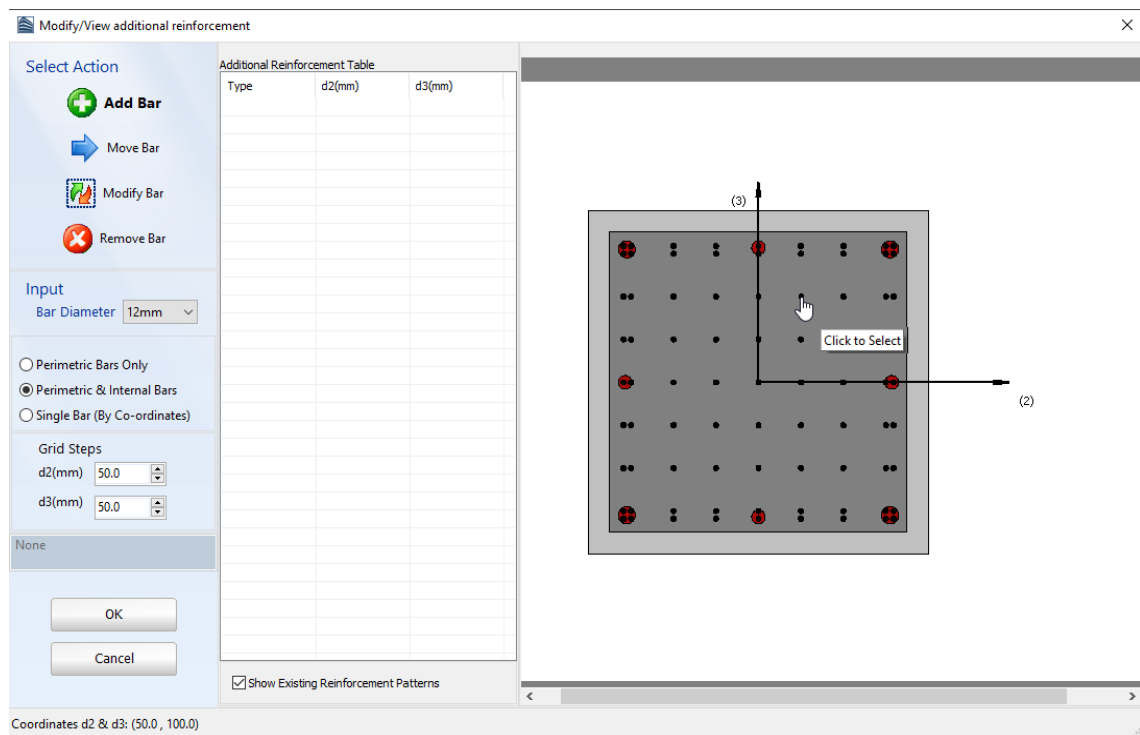 Modify/View additional reinforcement
Select Action
Add Bar
Move Bar
Modify Bar
Remove Bar
Input
Bar Diameter 12mm
Perimetric Bars Only
Perimetric & Internal Bars
Single Bar (By Co-ordinates)
Grid Steps
d2(mm) 50.0
d3(mm) 50.0
None
OK
Cancel
Additional Reinforcement Table
Type d2(mm) d3(mm)
Show Existing Reinforcement Patterns
(3)
Click to Select
(2)
Coordinates d2 & d3: (50.0 , 100.0)